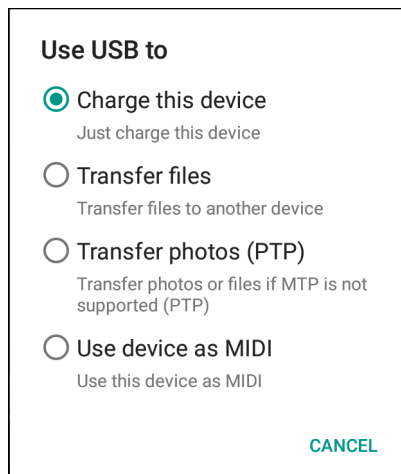 Use USB to
Charge this device
Just charge this device
Transfer files
Transfer files to another device
Transfer photos (PTP)
Transfer photos or files if MTP is not
supported (PTP)
Use device as MIDI
Use this device as MIDI
CANCEL